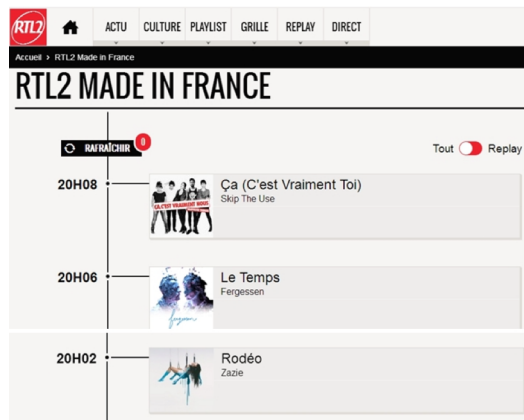 RTL2
ACTU CULTURE PLAYLIST GRILLE REPLAY DIRECT
Accueil > RTL2 Made in France
RTL2 MADE IN FRANCE
RAFRAÎCHIR 0
Tout Replay
20H08
Ça (C'est Vraiment Toi)
Skip The Use
ÇA (C'EST VRAIMENT NOUS)
20H06
Le Temps
Fergessen
fergessen
20H02
Rodéo
Zazie